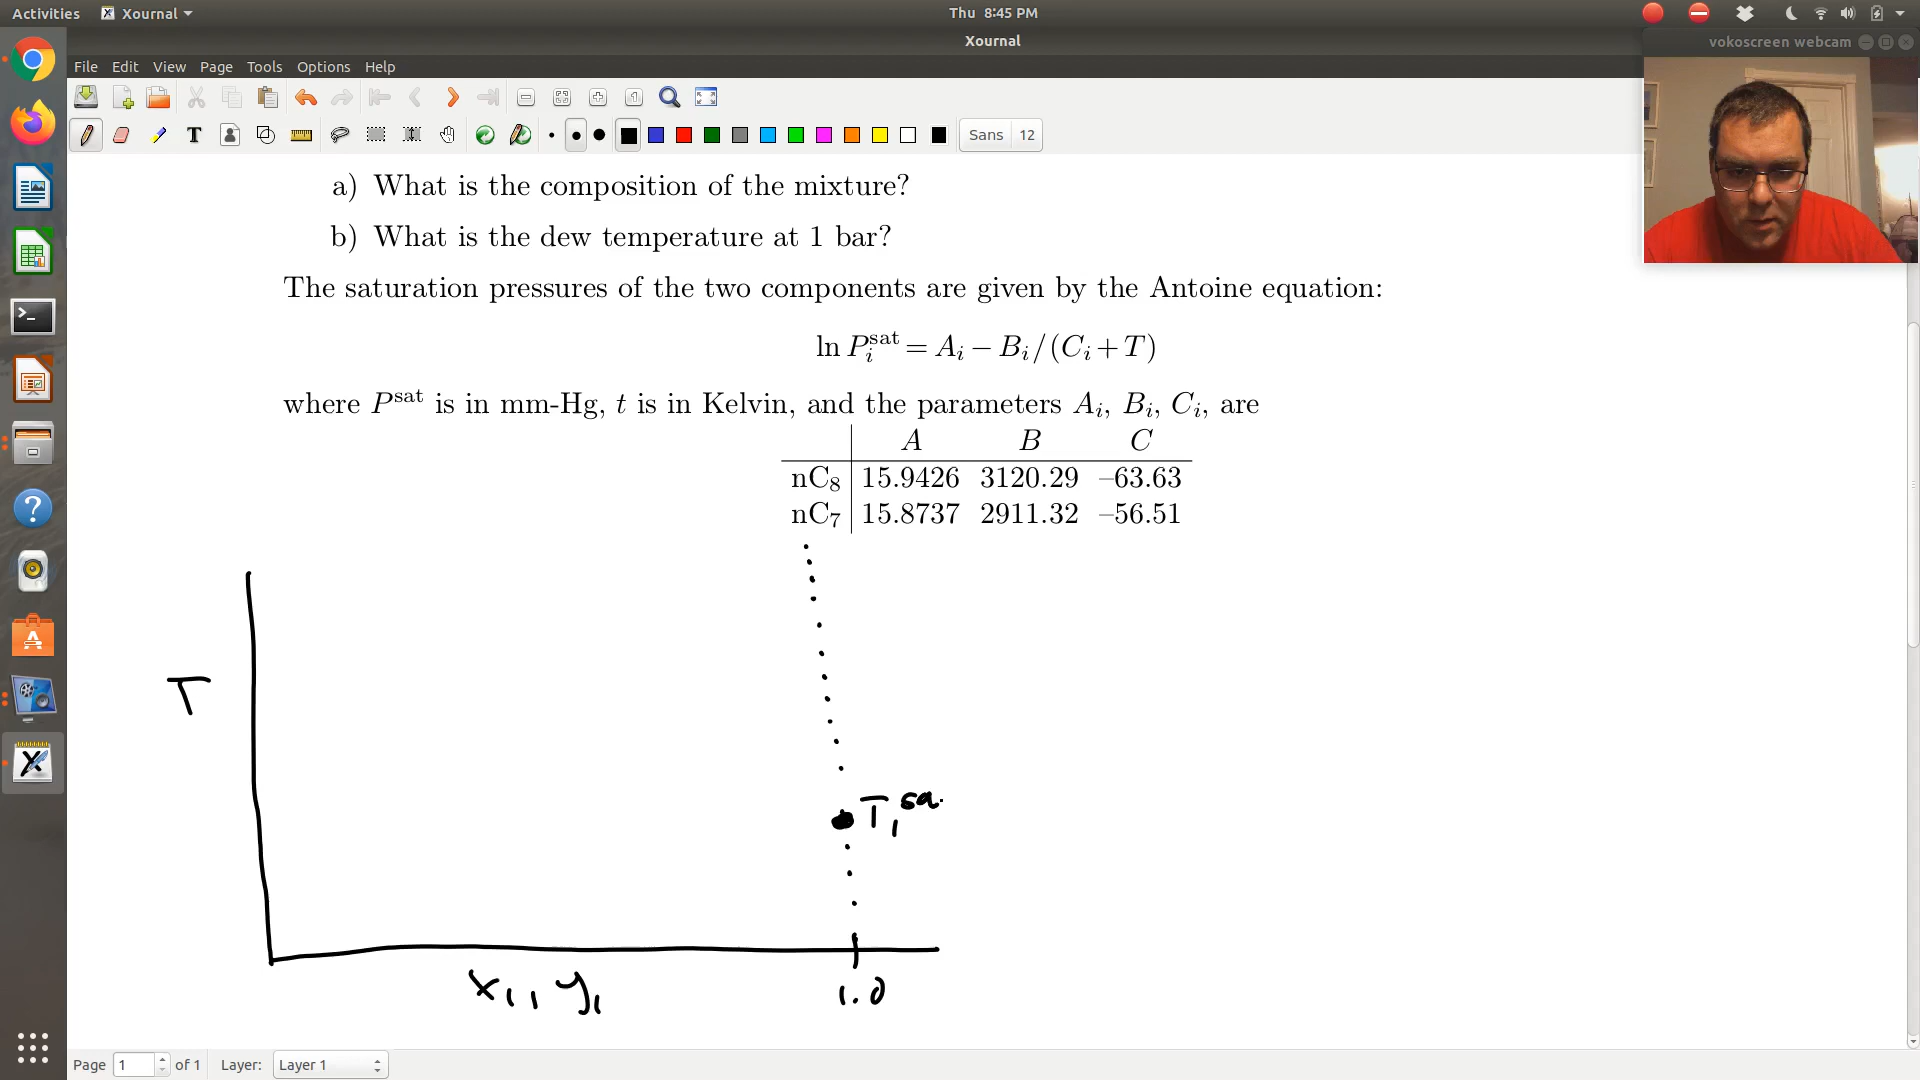 Activities Xournal Thu 8:45 PM
Xournal
vokoscreen webcam
File Edit View Page Tools Options Help
Sans 12
a) What is the composition of the mixture?
b) What is the dew temperature at 1 bar?
The saturation pressures of the two components are given by the Antoine equation:
ln P_i^sat = A_i − B_i/(C_i + T)
where P^sat is in mm-Hg, t is in Kelvin, and the parameters A_i, B_i, C_i, are
A B C
nC₈ 15.9426 3120.29 –63.63
nC₇ 15.8737 2911.32 –56.51
T
T₁ sa
x₁, y₁
1.0
Page 1 of 1 Layer: Layer 1